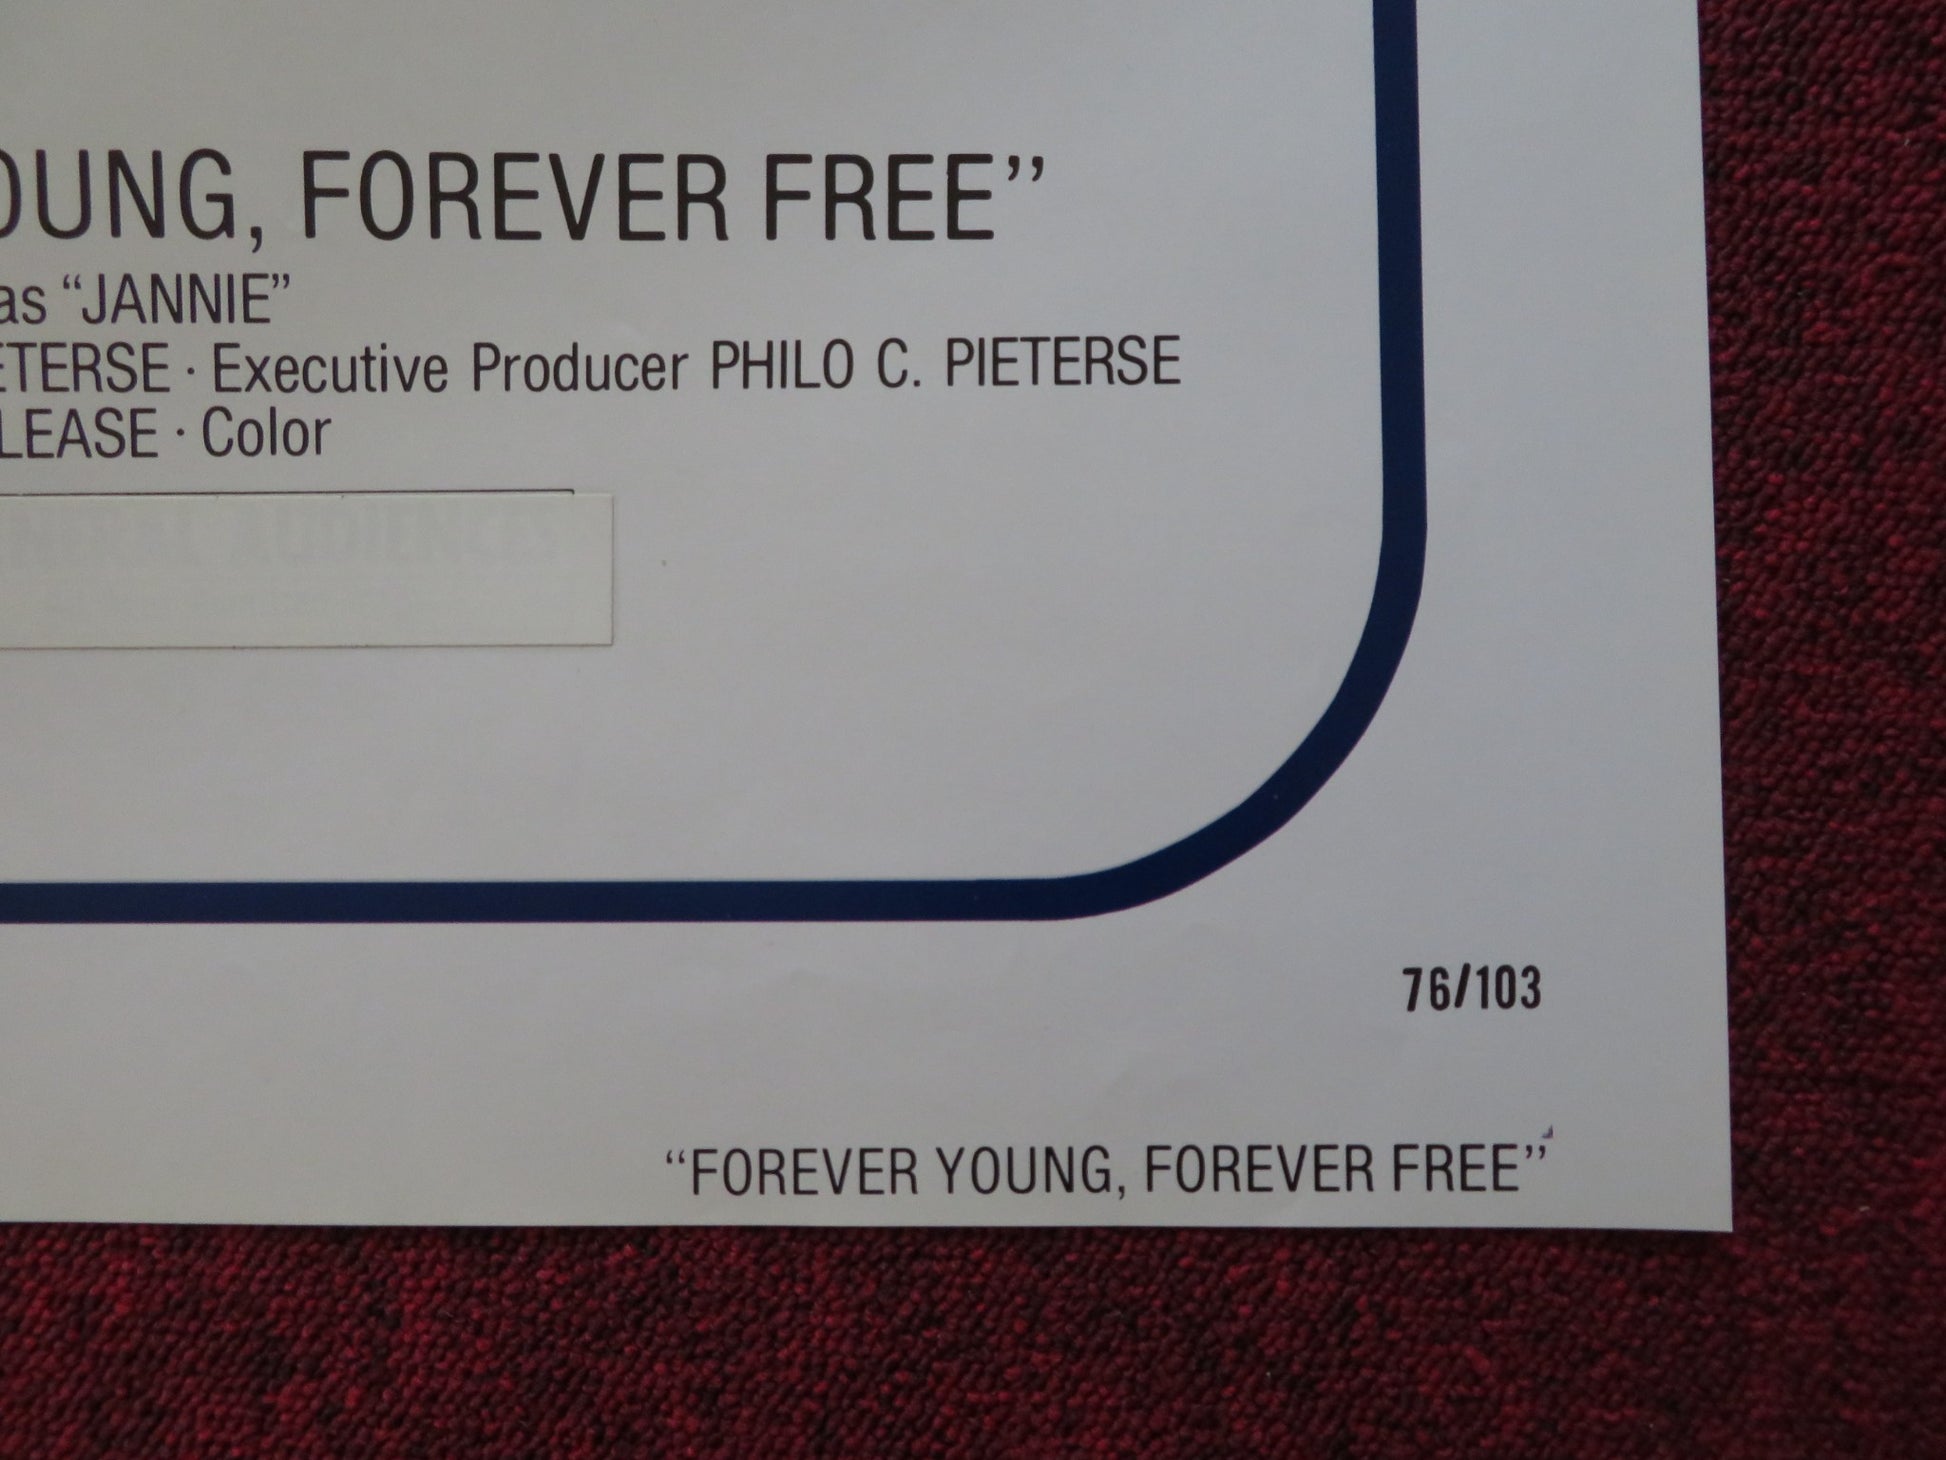 OUNG, FOREVER FREE”
as “JANNIE”
ETERSE · Executive Producer PHILO C. PIETERSE
LEASE · Color
76/103
“FOREVER YOUNG, FOREVER FREE”